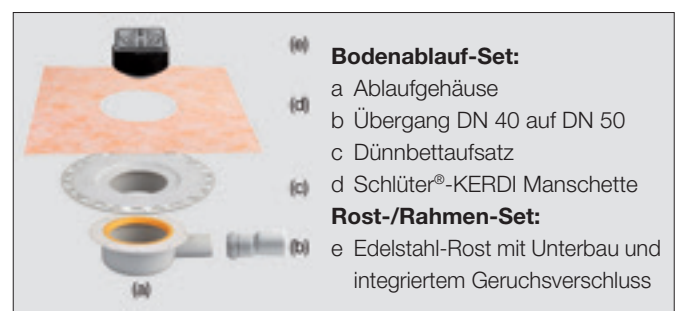 (e)
(d)
(c)
(b)
(a)
Bodenablauf-Set:
a Ablaufgehäuse
b Übergang DN 40 auf DN 50
c Dünnbettaufsatz
d Schlüter®-KERDI Manschette
Rost-/Rahmen-Set:
e Edelstahl-Rost mit Unterbau und
integriertem Geruchsverschluss